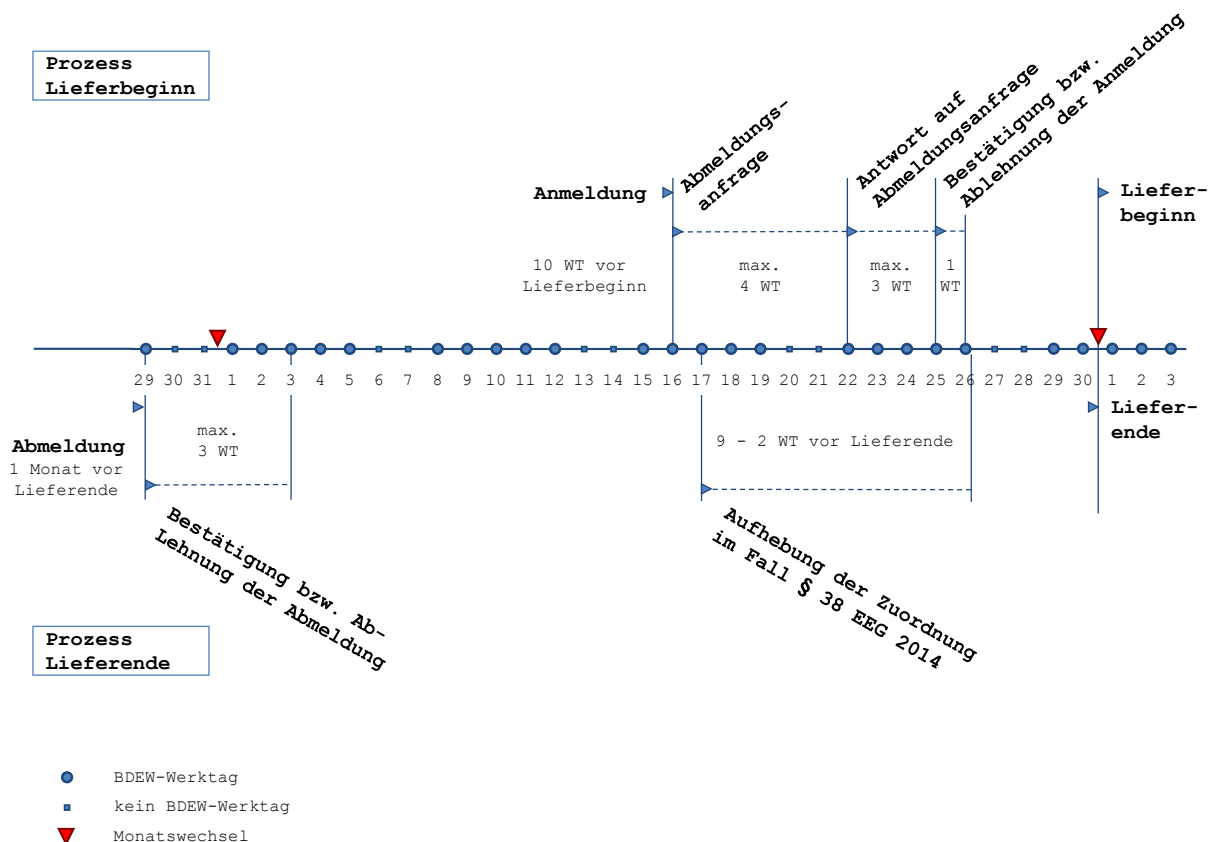 Prozess
Lieferbeginn
Abmeldungs-
anfrage
Antwort auf
Abmeldungsanfrage
Bestätigung bzw.
Ablehnung der Anmeldung
Anmeldung
Liefer-
beginn
10 WT vor
Lieferbeginn
max.
4 WT
max.
3 WT
1
WT
29 30 31 1 2 3 4 5 6 7 8 9 10 11 12 13 14 15 16 17 18 19 20 21 22 23 24 25 26 27 28 29 30 1 2 3
Abmeldung
1 Monat vor
Lieferende
max.
3 WT
9 - 2 WT vor Lieferende
Liefer-
ende
Bestätigung bzw. Ab-
Lehnung der Abmeldung
Aufhebung der Zuordnung
im Fall § 38 EEG 2014
Prozess
Lieferende
BDEW-Werktag
kein BDEW-Werktag
Monatswechsel